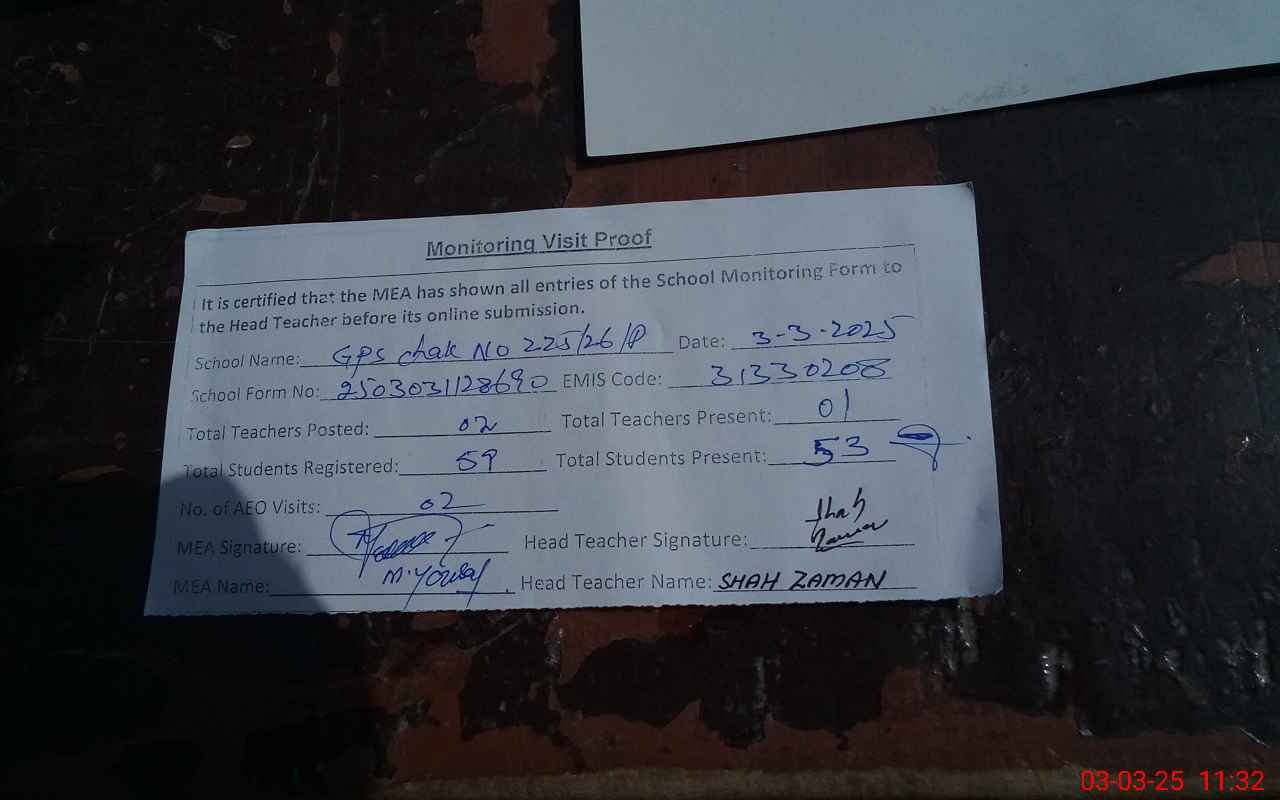 Monitoring Visit Proof
It is certified that the MEA has shown all entries of the School Monitoring Form to
the Head Teacher before its online submission.
School Name: GPS chak NO 225/26/P Date: 3-3-2025
School Form No: 2503031128690 EMIS Code: 31330208
Total Teachers Posted: 02 Total Teachers Present: 01
Total Students Registered: 59 Total Students Present: 53
No. of AEO Visits: 02
MEA Signature: Head Teacher Signature: Shah Zaman
MEA Name: M. Yousaf Head Teacher Name: SHAH ZAMAN
03-03-25 11:32